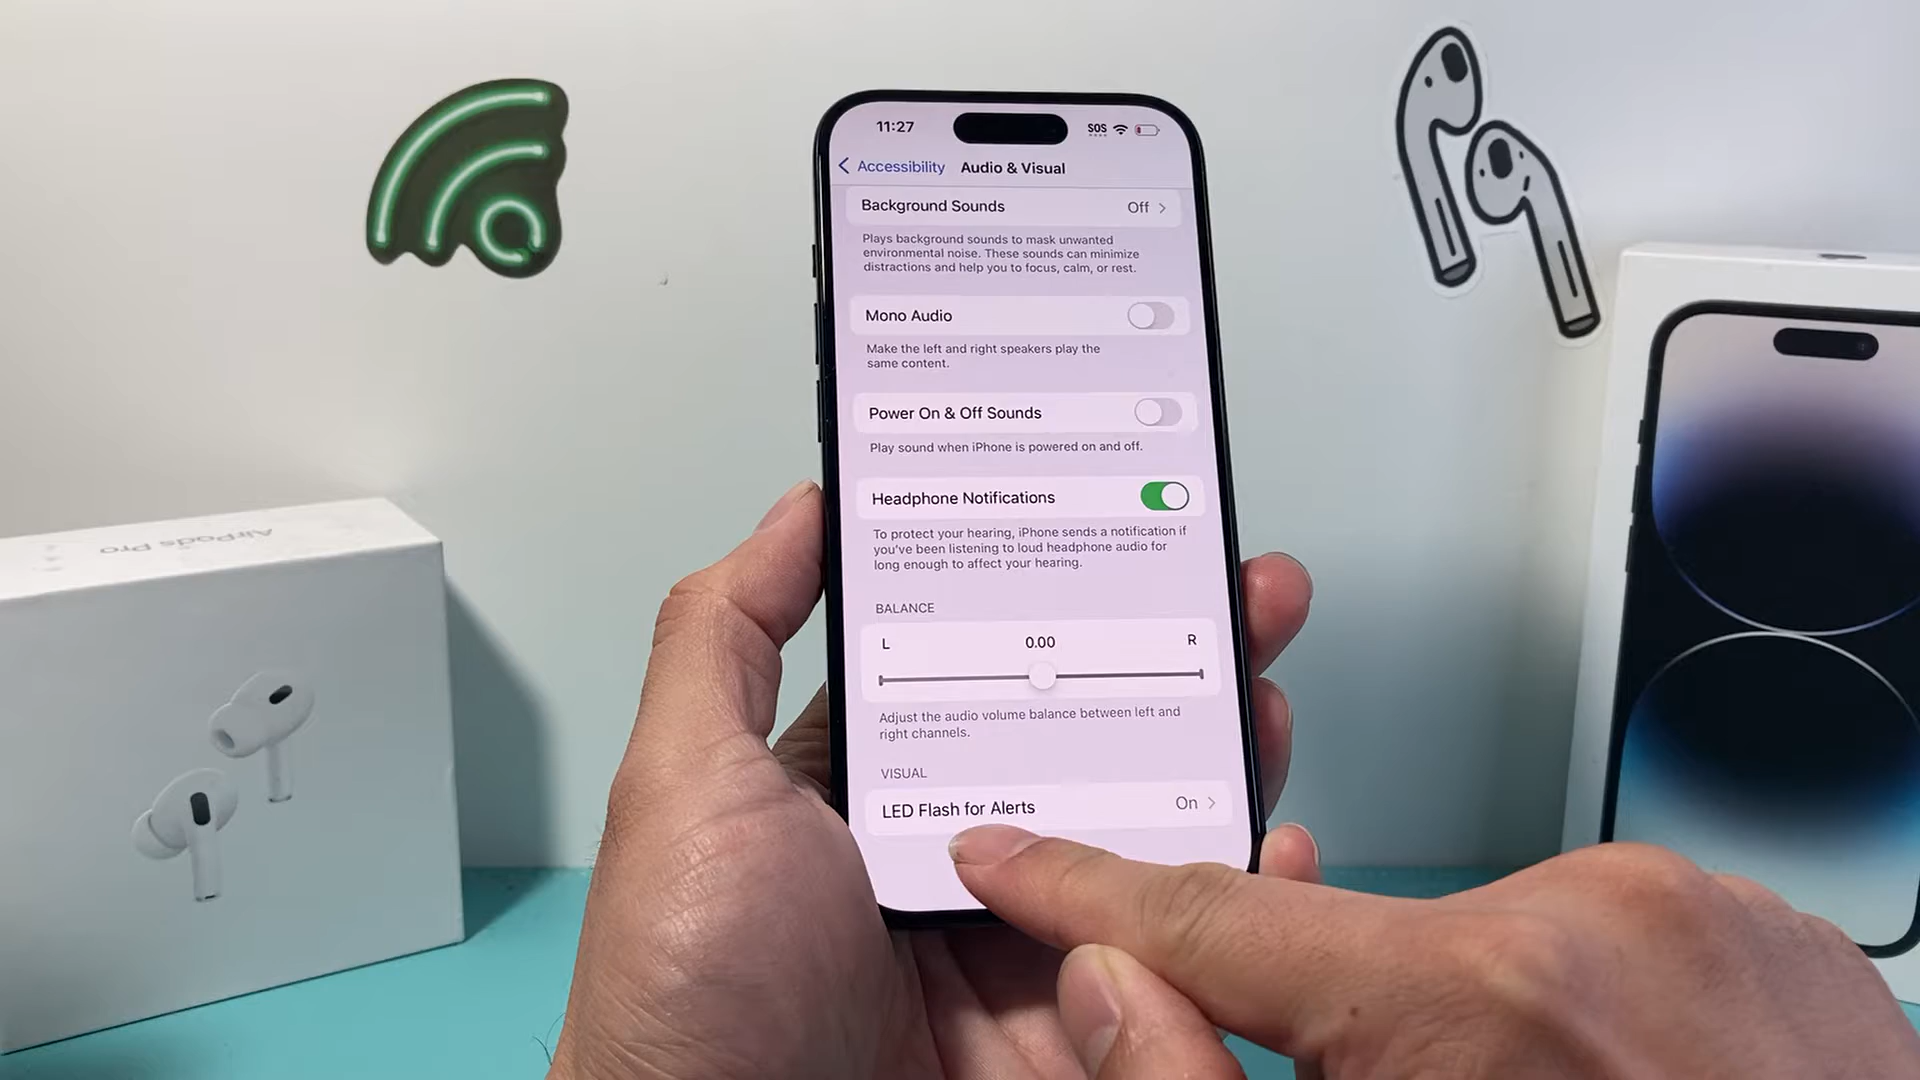 11:27
SOS
Accessibility
Audio & Visual
Background Sounds
Off
Plays background sounds to mask unwanted
environmental noise. These sounds can minimize
distractions and help you to focus, calm, or rest.
Mono Audio
Make the left and right speakers play the
same content.
Power On & Off Sounds
Play sound when iPhone is powered on and off.
Headphone Notifications
To protect your hearing, iPhone sends a notification if
you've been listening to loud headphone audio for
long enough to affect your hearing.
BALANCE
L
0.00
R
Adjust the audio volume balance between left and
right channels.
VISUAL
LED Flash for Alerts
On
AirPods Pro